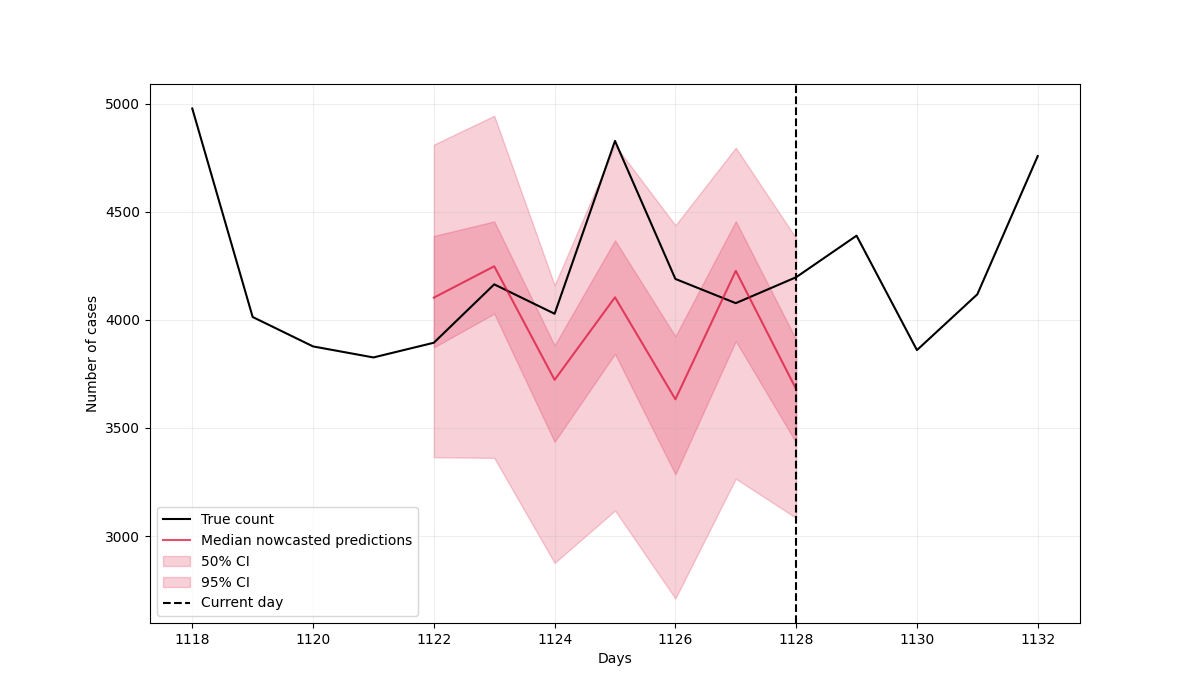 5000
4500
4000
3500
3000
Number of cases
True count
Median nowcasted predictions
50% CI
95% CI
Current day
1118 1120 1122 1124 1126 1128 1130 1132
Days